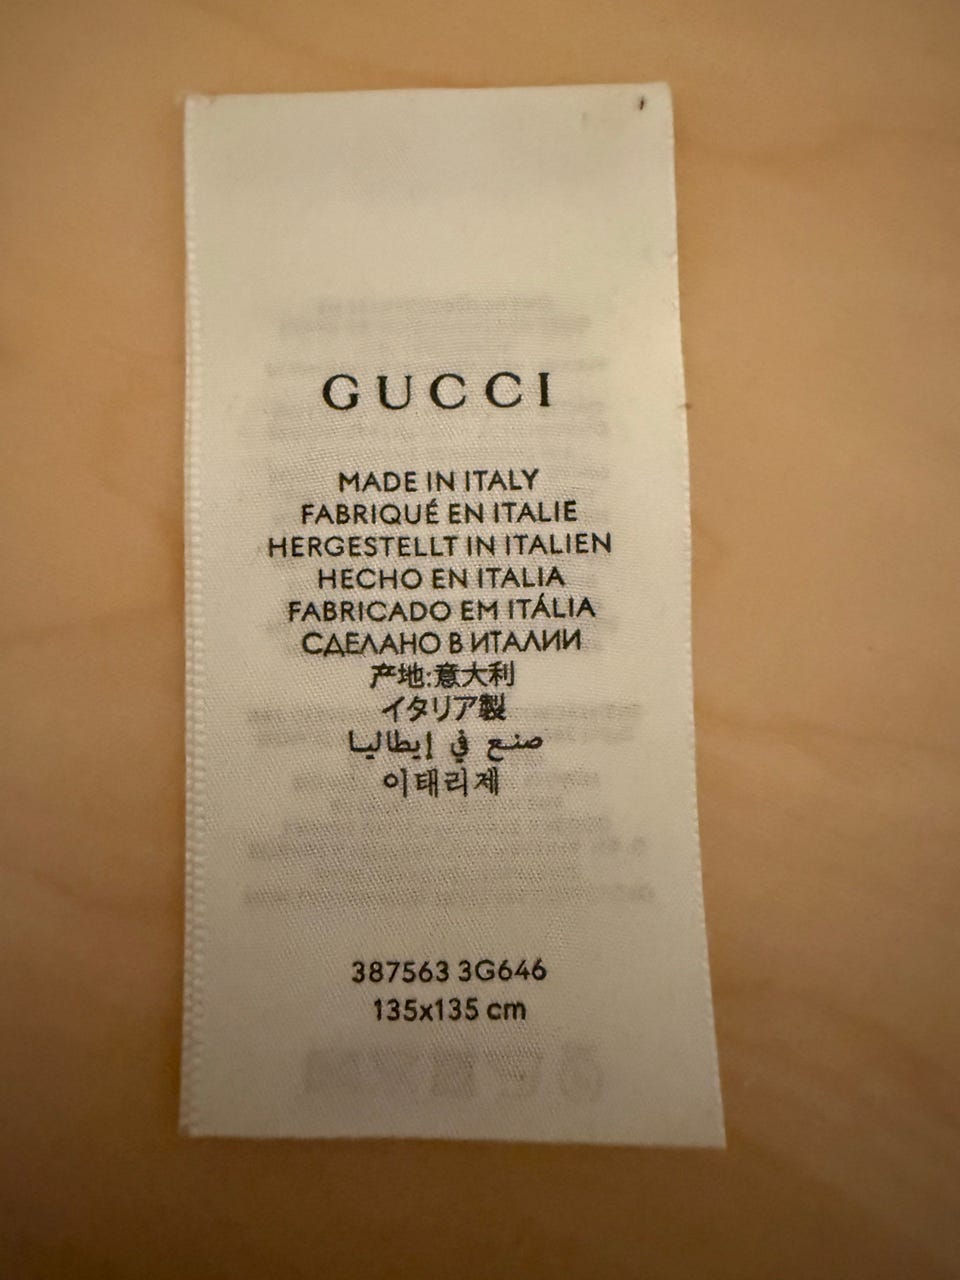 GUCCI
MADE IN ITALY
FABRIQUÉ EN ITALIE
HERGESTELLT IN ITALIEN
HECHO EN ITALIA
FABRICADO EM ITÁLIA
СДЕЛАНО В ИТАЛИИ
产地:意大利
イタリア製
صنع في إيطاليا
이태리제
387563 3G646
135x135 cm